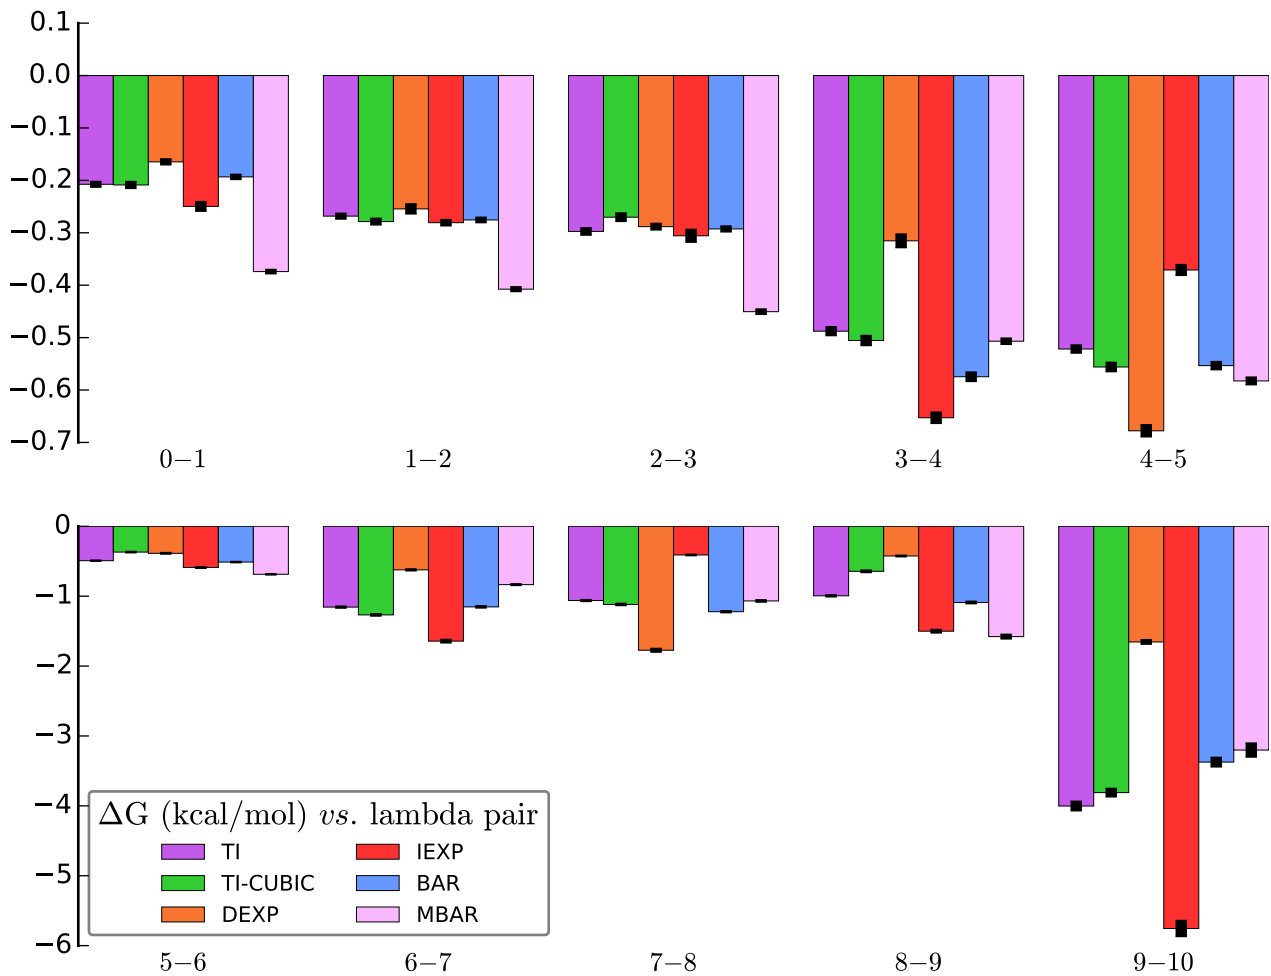 0.1
0.0
−0.1
−0.2
−0.3
−0.4
−0.5
−0.6
−0.7
0−1 1−2 2−3 3−4 4−5
0
−1
−2
−3
−4
−5
−6
ΔG (kcal/mol) vs. lambda pair
TI IEXP
TI-CUBIC BAR
DEXP MBAR
5−6 6−7 7−8 8−9 9−10